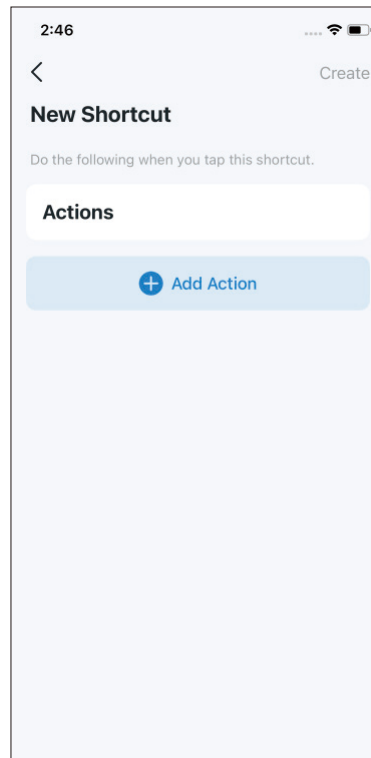 2:46
Create
New Shortcut
Do the following when you tap this shortcut.
Actions
Add Action